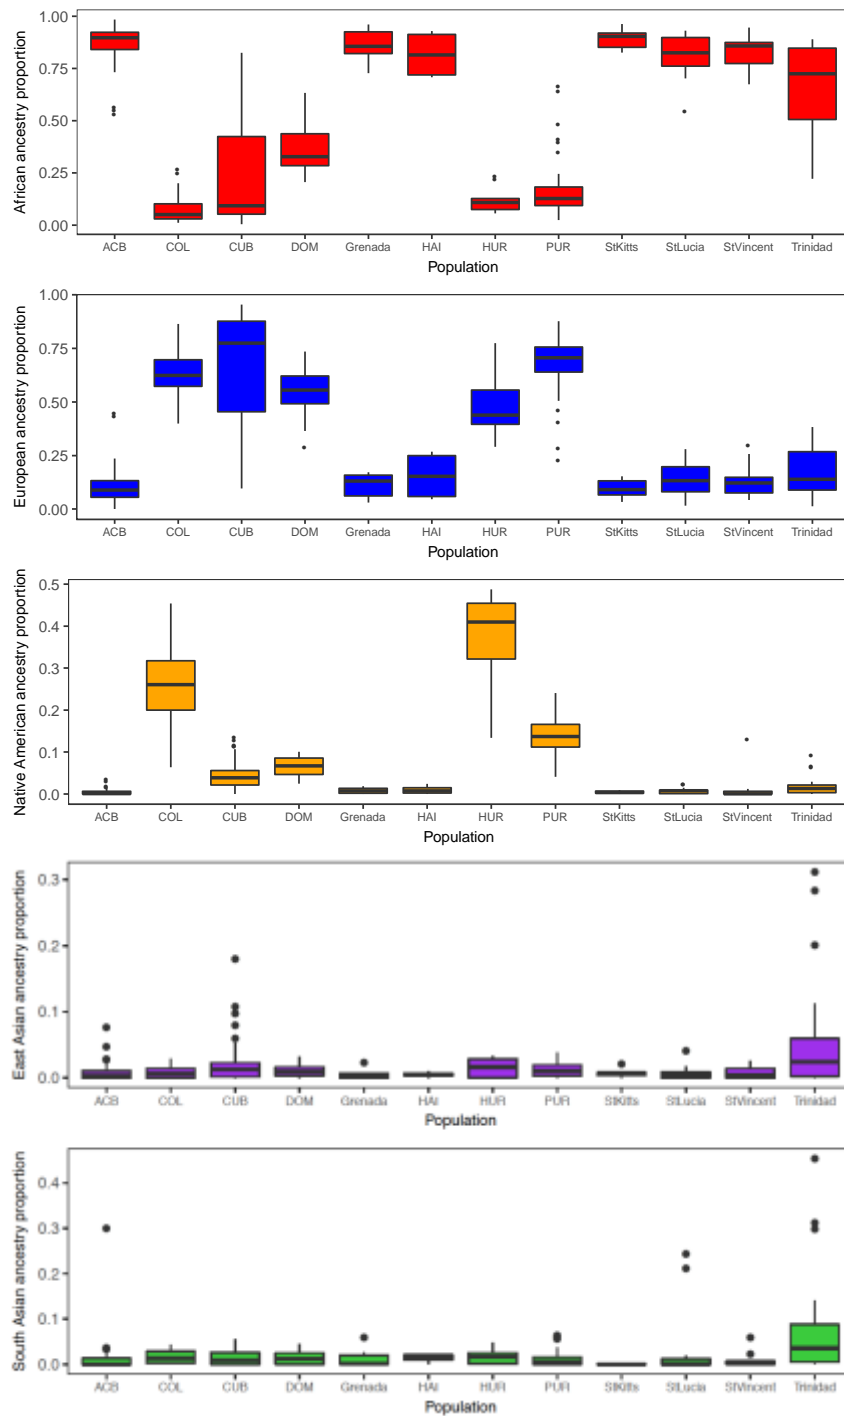 African ancestry proportion
1.00
0.75
0.50
0.25
0.00
ACB COL CUB DOM Grenada HAI HUR PUR StKitts StLucia StVincent Trinidad
Population
European ancestry proportion
1.00
0.75
0.50
0.25
0.00
ACB COL CUB DOM Grenada HAI HUR PUR StKitts StLucia StVincent Trinidad
Population
Native American ancestry proportion
0.5
0.4
0.3
0.2
0.1
0.0
ACB COL CUB DOM Grenada HAI HUR PUR StKitts StLucia StVincent Trinidad
Population
East Asian ancestry proportion
0.3
0.2
0.1
0.0
ACB COL CUB DOM Grenada HAI HUR PUR StKitts StLucia StVincent Trinidad
Population
South Asian ancestry proportion
0.4
0.3
0.2
0.1
0.0
ACB COL CUB DOM Grenada HAI HUR PUR StKitts StLucia StVincent Trinidad
Population